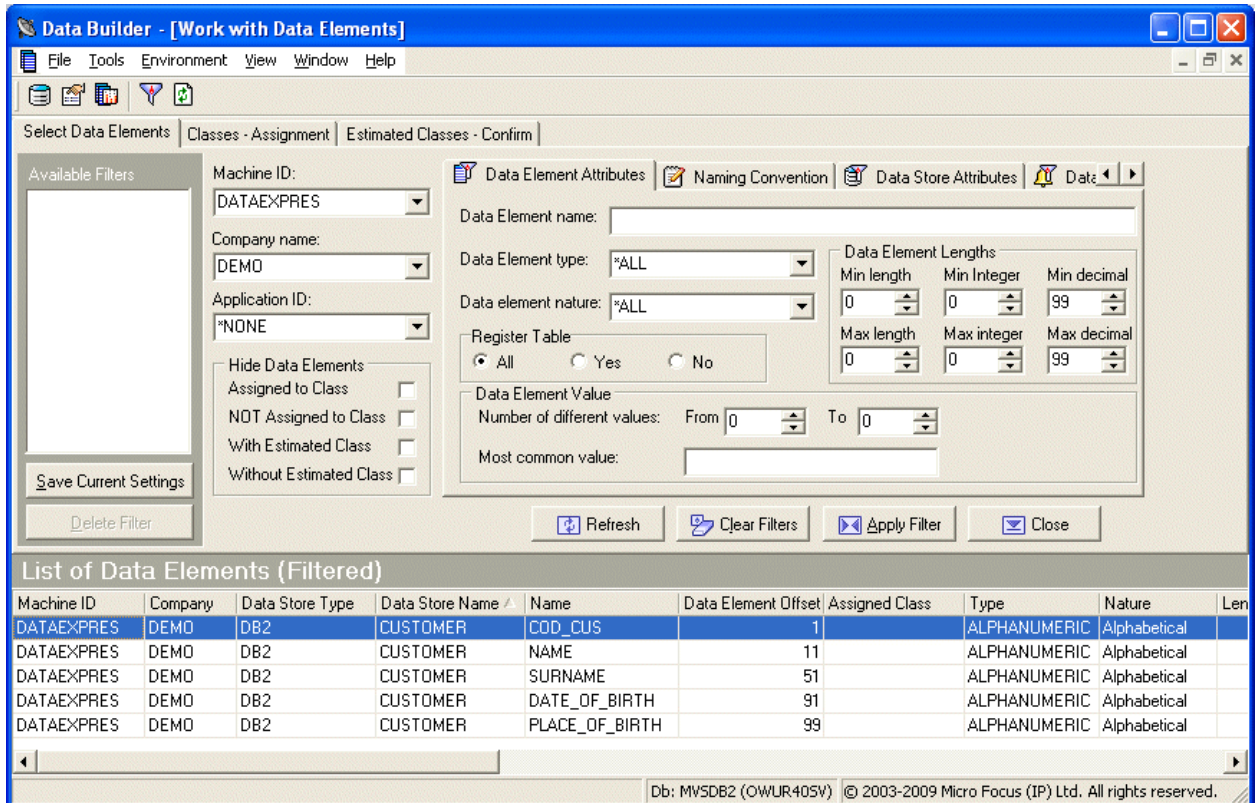 Data Builder - [Work with Data Elements]
File Tools Environment View Window Help
Select Data Elements Classes - Assignment Estimated Classes - Confirm
Available Filters
Save Current Settings
Delete Filter
Machine ID:
DATAEXPRES
Company name:
DEMO
Application ID:
*NONE
Hide Data Elements
Assigned to Class
NOT Assigned to Class
With Estimated Class
Without Estimated Class
Data Element Attributes Naming Convention Data Store Attributes Data
Data Element name:
Data Element type: *ALL
Data element nature: *ALL
Register Table
All Yes No
Data Element Lengths
Min length Min Integer Min decimal
0 0 99
Max length Max integer Max decimal
0 0 99
Data Element Value
Number of different values: From 0 To 0
Most common value:
Refresh Clear Filters Apply Filter Close
List of Data Elements (Filtered)
Machine ID Company Data Store Type Data Store Name Name Data Element Offset Assigned Class Type Nature Len
DATAEXPRES DEMO DB2 CUSTOMER COD_CUS 1 ALPHANUMERIC Alphabetical
DATAEXPRES DEMO DB2 CUSTOMER NAME 11 ALPHANUMERIC Alphabetical
DATAEXPRES DEMO DB2 CUSTOMER SURNAME 51 ALPHANUMERIC Alphabetical
DATAEXPRES DEMO DB2 CUSTOMER DATE_OF_BIRTH 91 ALPHANUMERIC Alphabetical
DATAEXPRES DEMO DB2 CUSTOMER PLACE_OF_BIRTH 99 ALPHANUMERIC Alphabetical
Db: MVSDB2 (OWUR40SV) © 2003-2009 Micro Focus (IP) Ltd. All rights reserved.